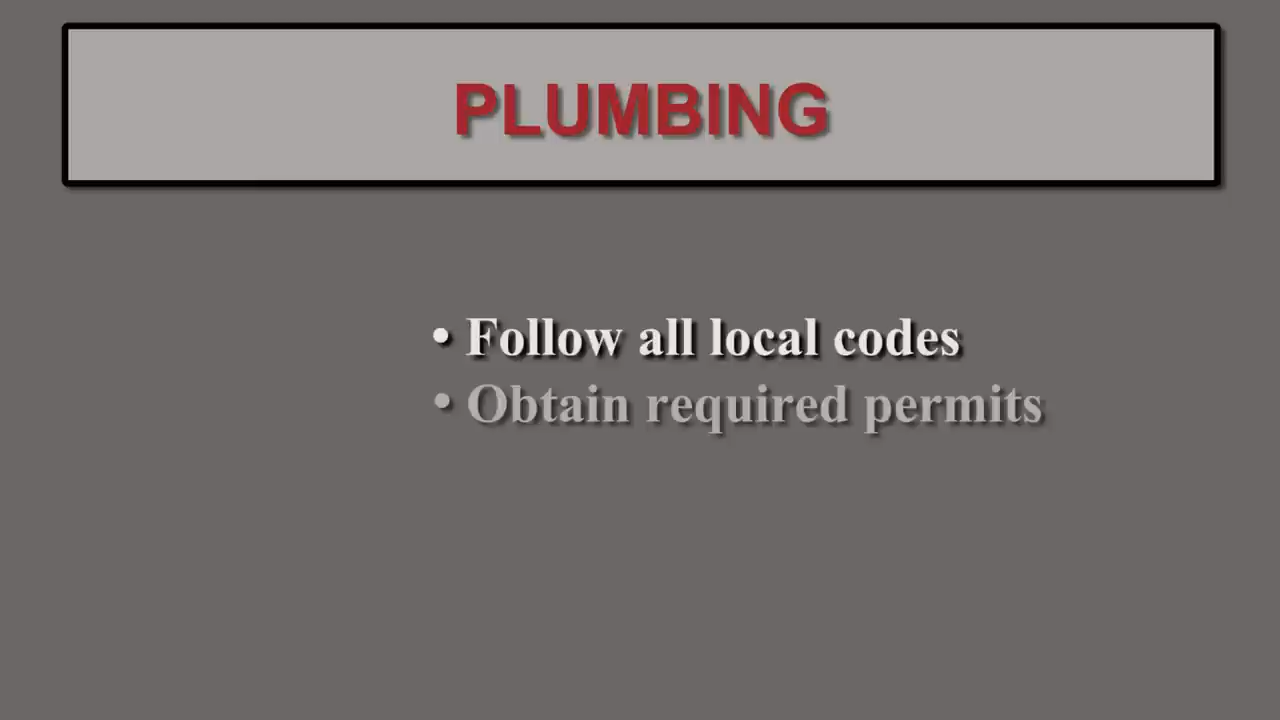 PLUMBING
• Follow all local codes
• Obtain required permits